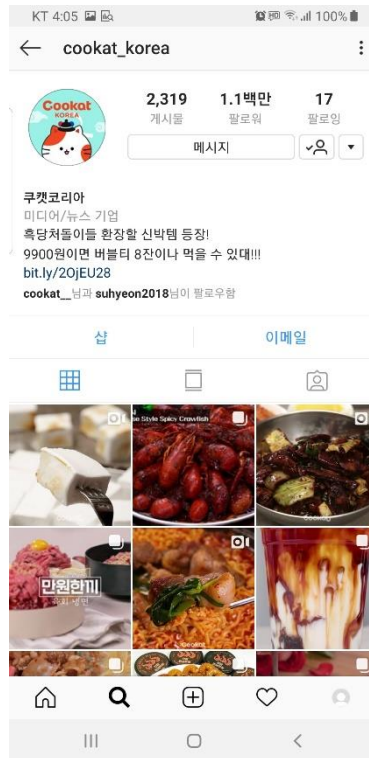 KT 4:05
100%
cookat_korea
Cookat
KOREA
2,319
1.1백만
17
게시물
팔로워
팔로잉
메시지
쿠캣코리아
미디어/뉴스 기업
흑당처돌이들 환장할 신박템 등장!
9900원이면 버블티 8잔이나 먹을 수 있대!!!
bit.ly/2OjEU28
cookat__님과 suhyeon2018님이 팔로우함
샵
이메일
Style Spicy Crawfish
만원한끼